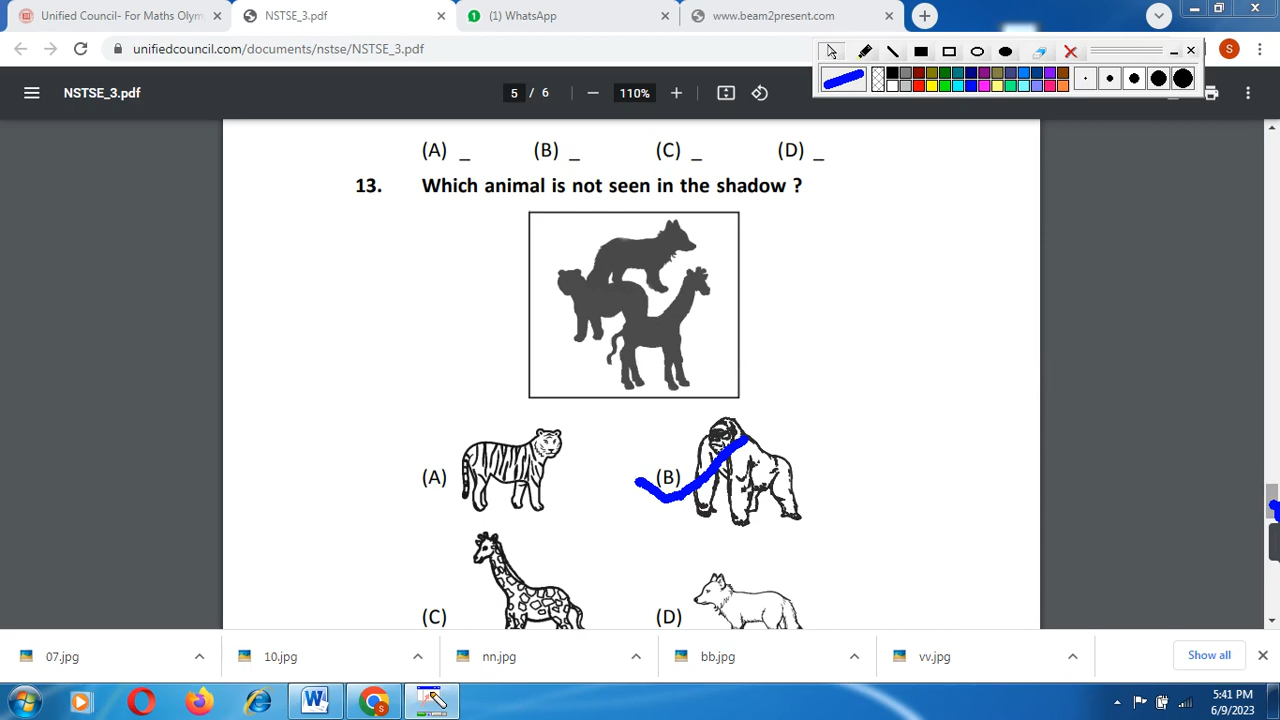 Unified Council- For Maths Olym
NSTSE_3.pdf
(1) WhatsApp
www.beam2present.com
unifiedcouncil.com/documents/nstse/NSTSE_3.pdf
S
NSTSE_3.pdf
5 / 6
110%
(A) _ (B) _ (C) _ (D) _
13. Which animal is not seen in the shadow ?
(A) (B)
(C) (D)
07.jpg
10.jpg
nn.jpg
bb.jpg
vv.jpg
Show all
5:41 PM
6/9/2023